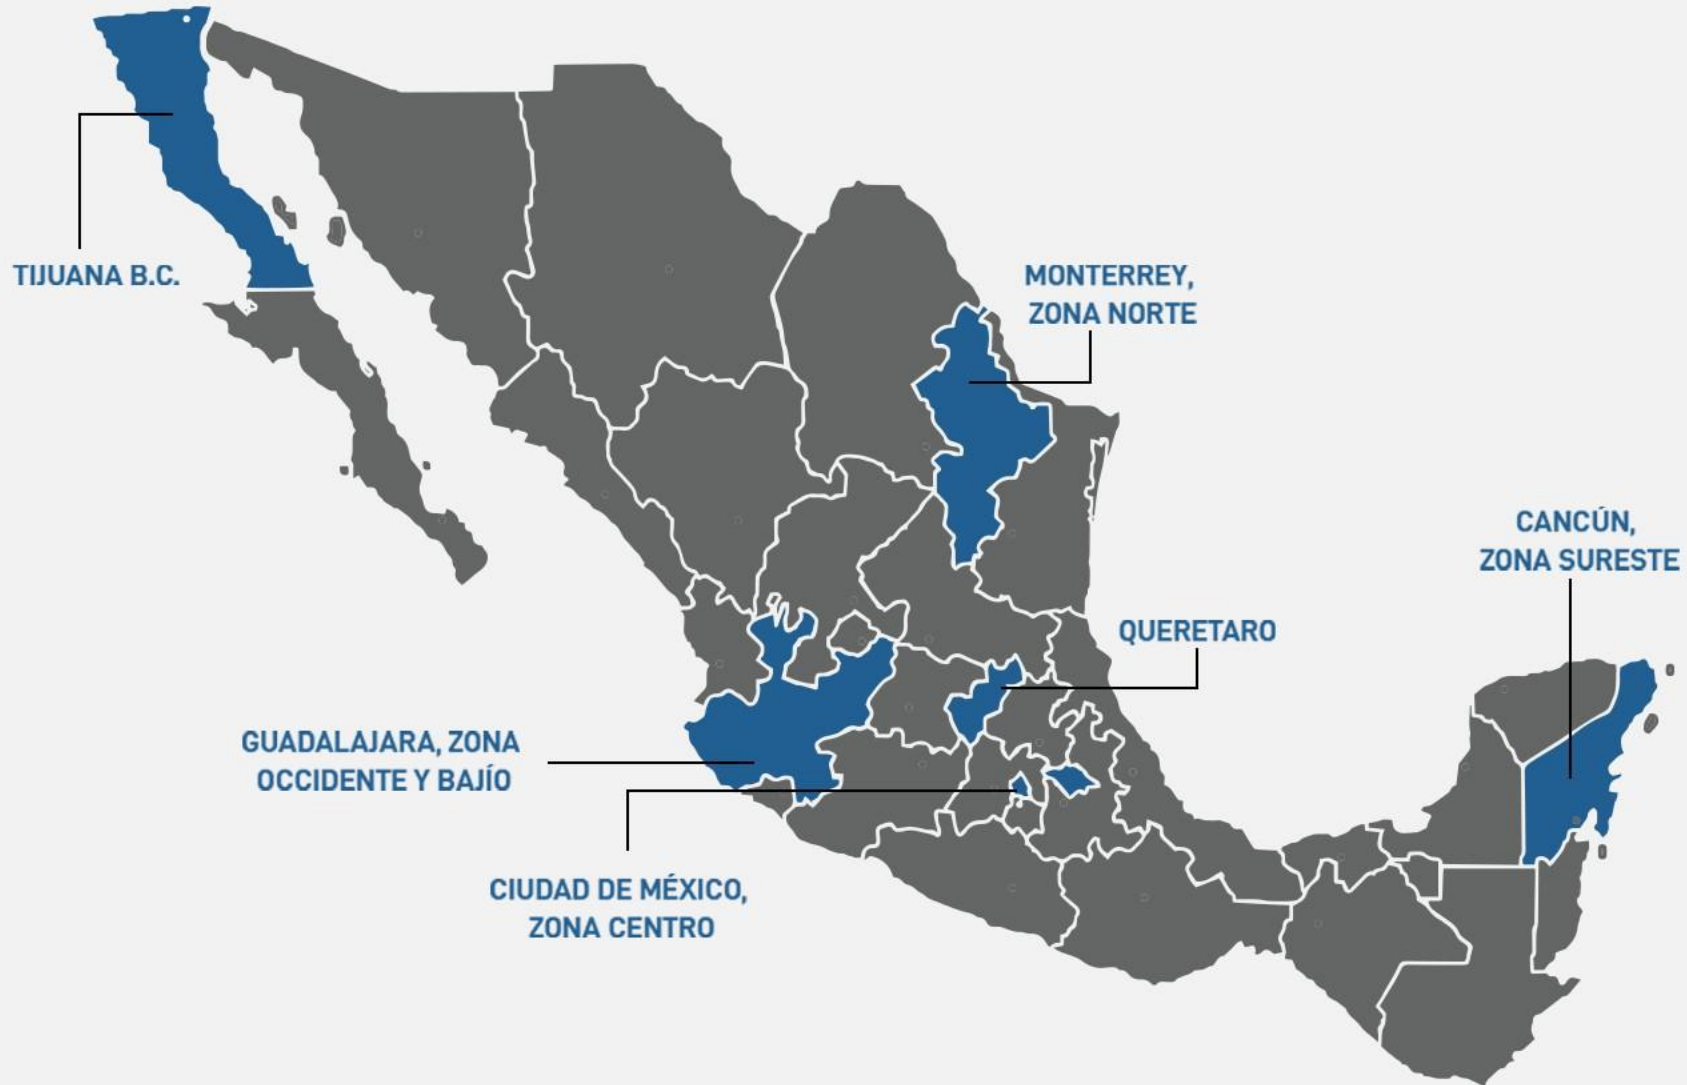 TIJUANA B.C.
MONTERREY,
ZONA NORTE
CANCÚN,
ZONA SURESTE
QUERETARO
GUADALAJARA, ZONA
OCCIDENTE Y BAJÍO
CIUDAD DE MÉXICO,
ZONA CENTRO